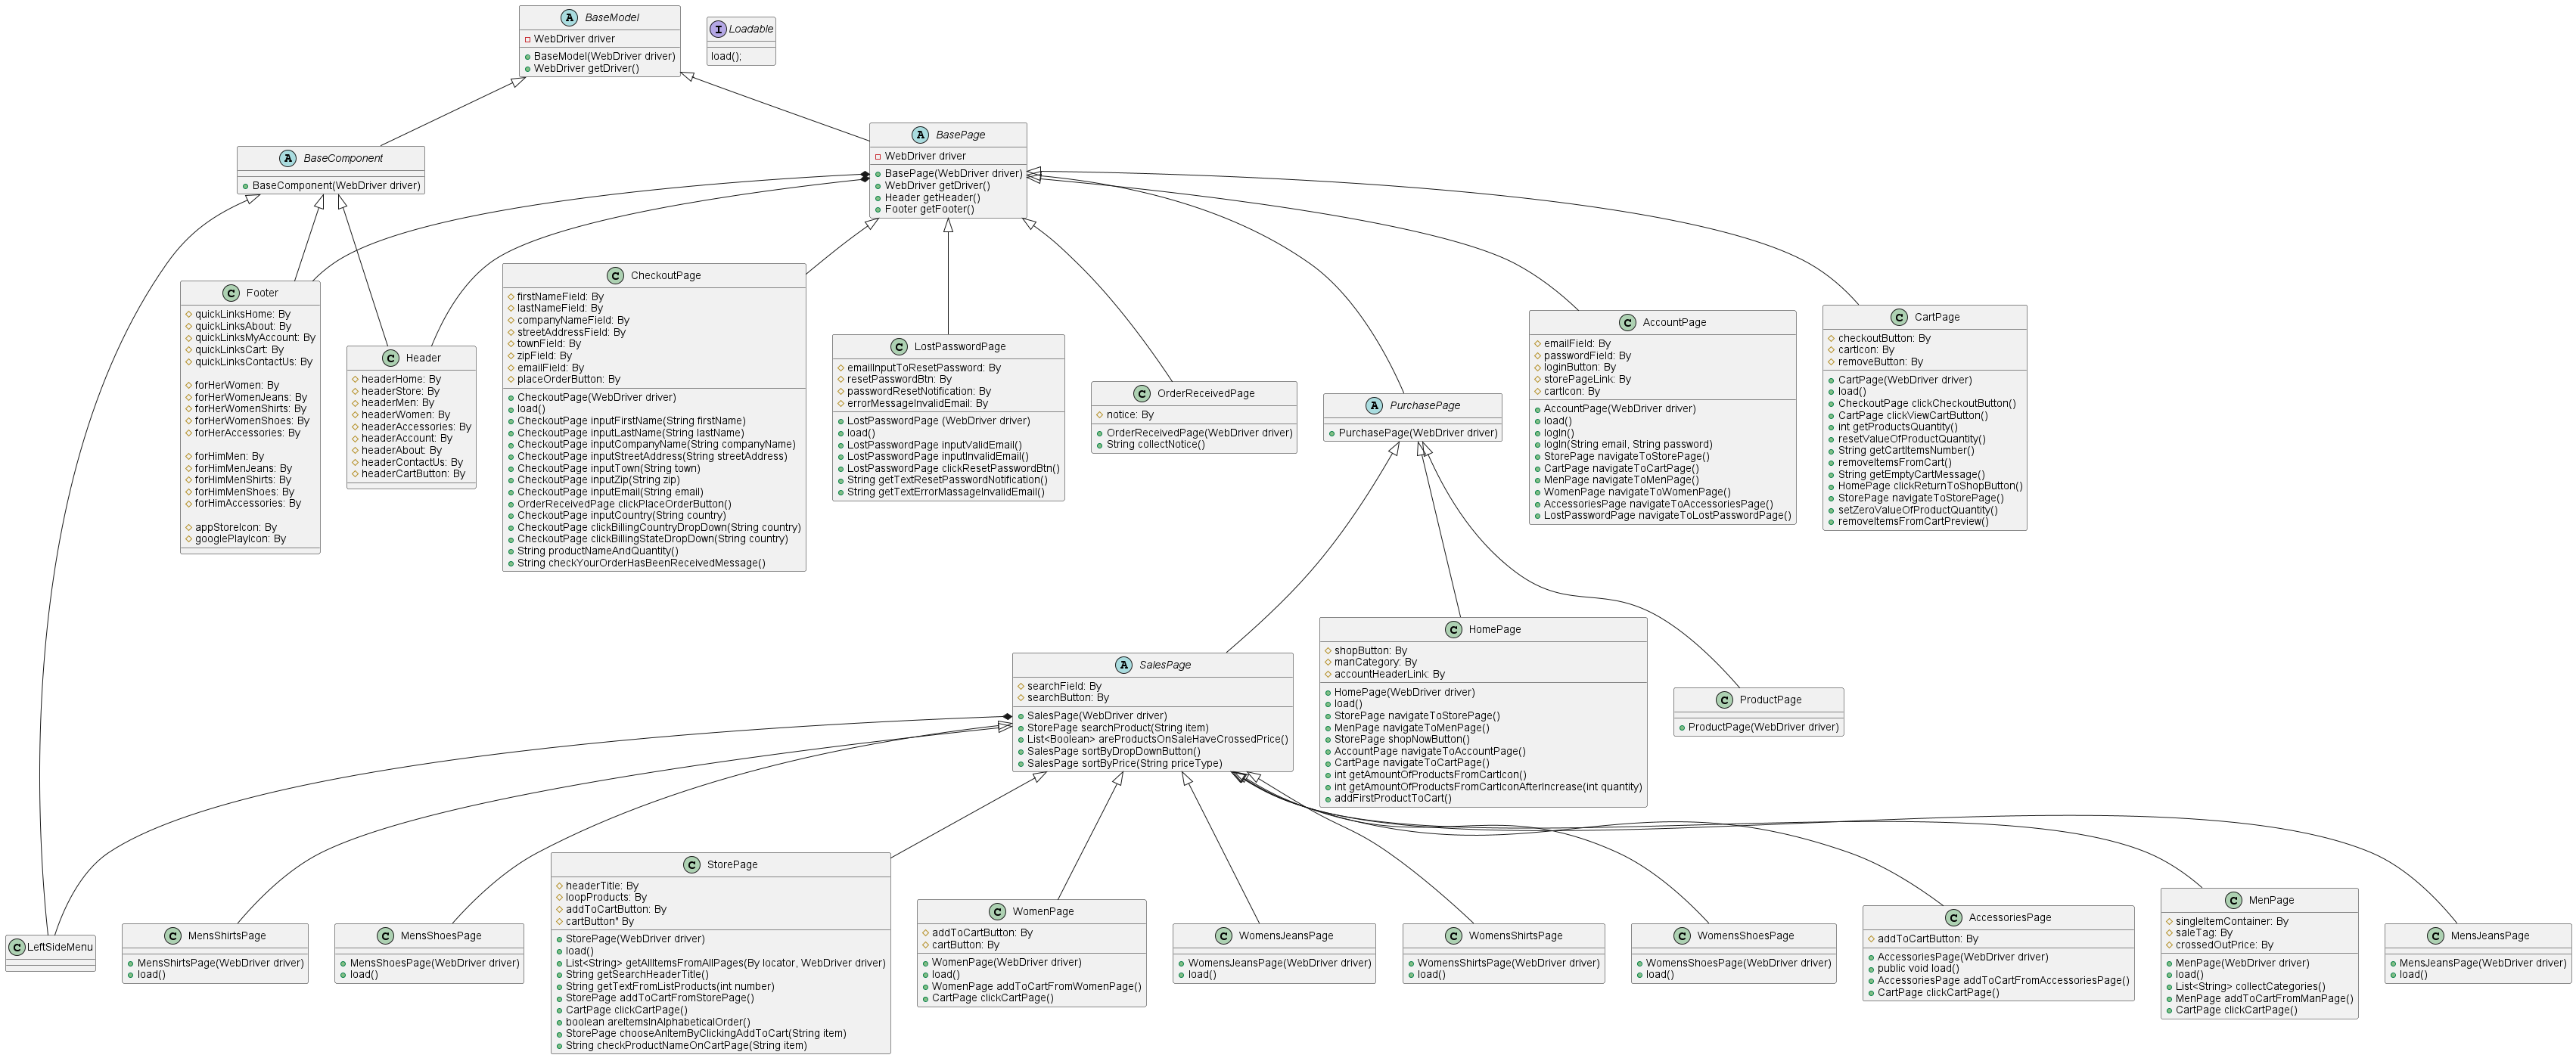 A BaseModel
WebDriver driver
BaseModel(WebDriver driver)
WebDriver getDriver()
I Loadable
load();
A BaseComponent
BaseComponent(WebDriver driver)
A BasePage
WebDriver driver
BasePage(WebDriver driver)
WebDriver getDriver()
Header getHeader()
Footer getFooter()
C Footer
quickLinksHome: By
quickLinksAbout: By
quickLinksMyAccount: By
quickLinksCart: By
quickLinksContactUs: By
forHerWomen: By
forHerWomenJeans: By
forHerWomenShirts: By
forHerWomenShoes: By
forHerAccessories: By
forHimMen: By
forHimMenJeans: By
forHimMenShirts: By
forHimMenShoes: By
forHimAccessories: By
appStoreIcon: By
googlePlayIcon: By
C Header
headerHome: By
headerStore: By
headerMen: By
headerWomen: By
headerAccessories: By
headerAccount: By
headerAbout: By
headerContactUs: By
headerCartButton: By
C CheckoutPage
firstNameField: By
lastNameField: By
companyNameField: By
streetAddressField: By
townField: By
zipField: By
emailField: By
placeOrderButton: By
CheckoutPage(WebDriver driver)
load()
CheckoutPage inputFirstName(String firstName)
CheckoutPage inputLastName(String lastName)
CheckoutPage inputCompanyName(String companyName)
CheckoutPage inputStreetAddress(String streetAddress)
CheckoutPage inputTown(String town)
CheckoutPage inputZip(String zip)
CheckoutPage inputEmail(String email)
OrderReceivedPage clickPlaceOrderButton()
CheckoutPage inputCountry(String country)
CheckoutPage clickBillingCountryDropDown(String country)
CheckoutPage clickBillingStateDropDown(String country)
String productNameAndQuantity()
String checkYourOrderHasBeenReceivedMessage()
C LostPasswordPage
emailInputToResetPassword: By
resetPasswordBtn: By
passwordResetNotification: By
errorMessageInvalidEmail: By
LostPasswordPage (WebDriver driver)
load()
LostPasswordPage inputValidEmail()
LostPasswordPage inputInvalidEmail()
LostPasswordPage clickResetPasswordBtn()
String getTextResetPasswordNotification()
String getTextErrorMassageInvalidEmail()
C OrderReceivedPage
notice: By
OrderReceivedPage(WebDriver driver)
String collectNotice()
A PurchasePage
PurchasePage(WebDriver driver)
C AccountPage
emailField: By
passwordField: By
loginButton: By
storePageLink: By
cartIcon: By
AccountPage(WebDriver driver)
load()
login()
logIn(String email, String password)
StorePage navigateToStorePage()
CartPage navigateToCartPage()
MenPage navigateToMenPage()
WomenPage navigateToWomenPage()
AccessoriesPage navigateToAccessoriesPage()
LostPasswordPage navigateToLostPasswordPage()
C CartPage
checkoutButton: By
cartIcon: By
removeButton: By
CartPage(WebDriver driver)
load()
CheckoutPage clickCheckoutButton()
CartPage clickViewCartButton()
int getProductsQuantity()
resetValueOfProductQuantity()
String getCartItemsNumber()
removeItemsFromCart()
String getEmptyCartMessage()
HomePage clickReturnToShopButton()
StorePage navigateToStorePage()
setZeroValueOfProductQuantity()
removeItemsFromCartPreview()
A SalesPage
searchField: By
searchButton: By
SalesPage(WebDriver driver)
StorePage searchProduct(String item)
List<Boolean> areProductsOnSaleHaveCrossedPrice()
SalesPage sortByDropDownButton()
SalesPage sortByPrice(String priceType)
C HomePage
shopButton: By
manCategory: By
accountHeaderLink: By
HomePage(WebDriver driver)
load()
StorePage navigateToStorePage()
MenPage navigateToMenPage()
StorePage shopNowButton()
AccountPage navigateToAccountPage()
CartPage navigateToCartPage()
int getAmountOfProductsFromCartIcon()
int getAmountOfProductsFromCartIconAfterIncrease(int quantity)
addFirstProductToCart()
C ProductPage
ProductPage(WebDriver driver)
C LeftSideMenu
C MensShirtsPage
MensShirtsPage(WebDriver driver)
load()
C MensShoesPage
MensShoesPage(WebDriver driver)
load()
C StorePage
headerTitle: By
loopProducts: By
addToCartButton: By
cartButton" By
StorePage(WebDriver driver)
load()
List<String> getAllItemsFromAllPages(By locator, WebDriver driver)
String getSearchHeaderTitle()
String getTextFromListProducts(int number)
StorePage addToCartFromStorePage()
CartPage clickCartPage()
boolean areItemsInAlphabeticalOrder()
StorePage chooseAnItemByClickingAddToCart(String item)
String checkProductNameOnCartPage(String item)
C WomenPage
addToCartButton: By
cartButton: By
WomenPage(WebDriver driver)
load()
WomenPage addToCartFromWomenPage()
CartPage clickCartPage()
C WomensJeansPage
WomensJeansPage(WebDriver driver)
load()
C WomensShirtsPage
WomensShirtsPage(WebDriver driver)
load()
C WomensShoesPage
WomensShoesPage(WebDriver driver)
load()
C AccessoriesPage
addToCartButton: By
AccessoriesPage(WebDriver driver)
public void load()
AccessoriesPage addToCartFromAccessoriesPage()
CartPage clickCartPage()
C MenPage
singleItemContainer: By
saleTag: By
crossedOutPrice: By
MenPage(WebDriver driver)
load()
List<String> collectCategories()
MenPage addToCartFromManPage()
CartPage clickCartPage()
C MensJeansPage
MensJeansPage(WebDriver driver)
load()